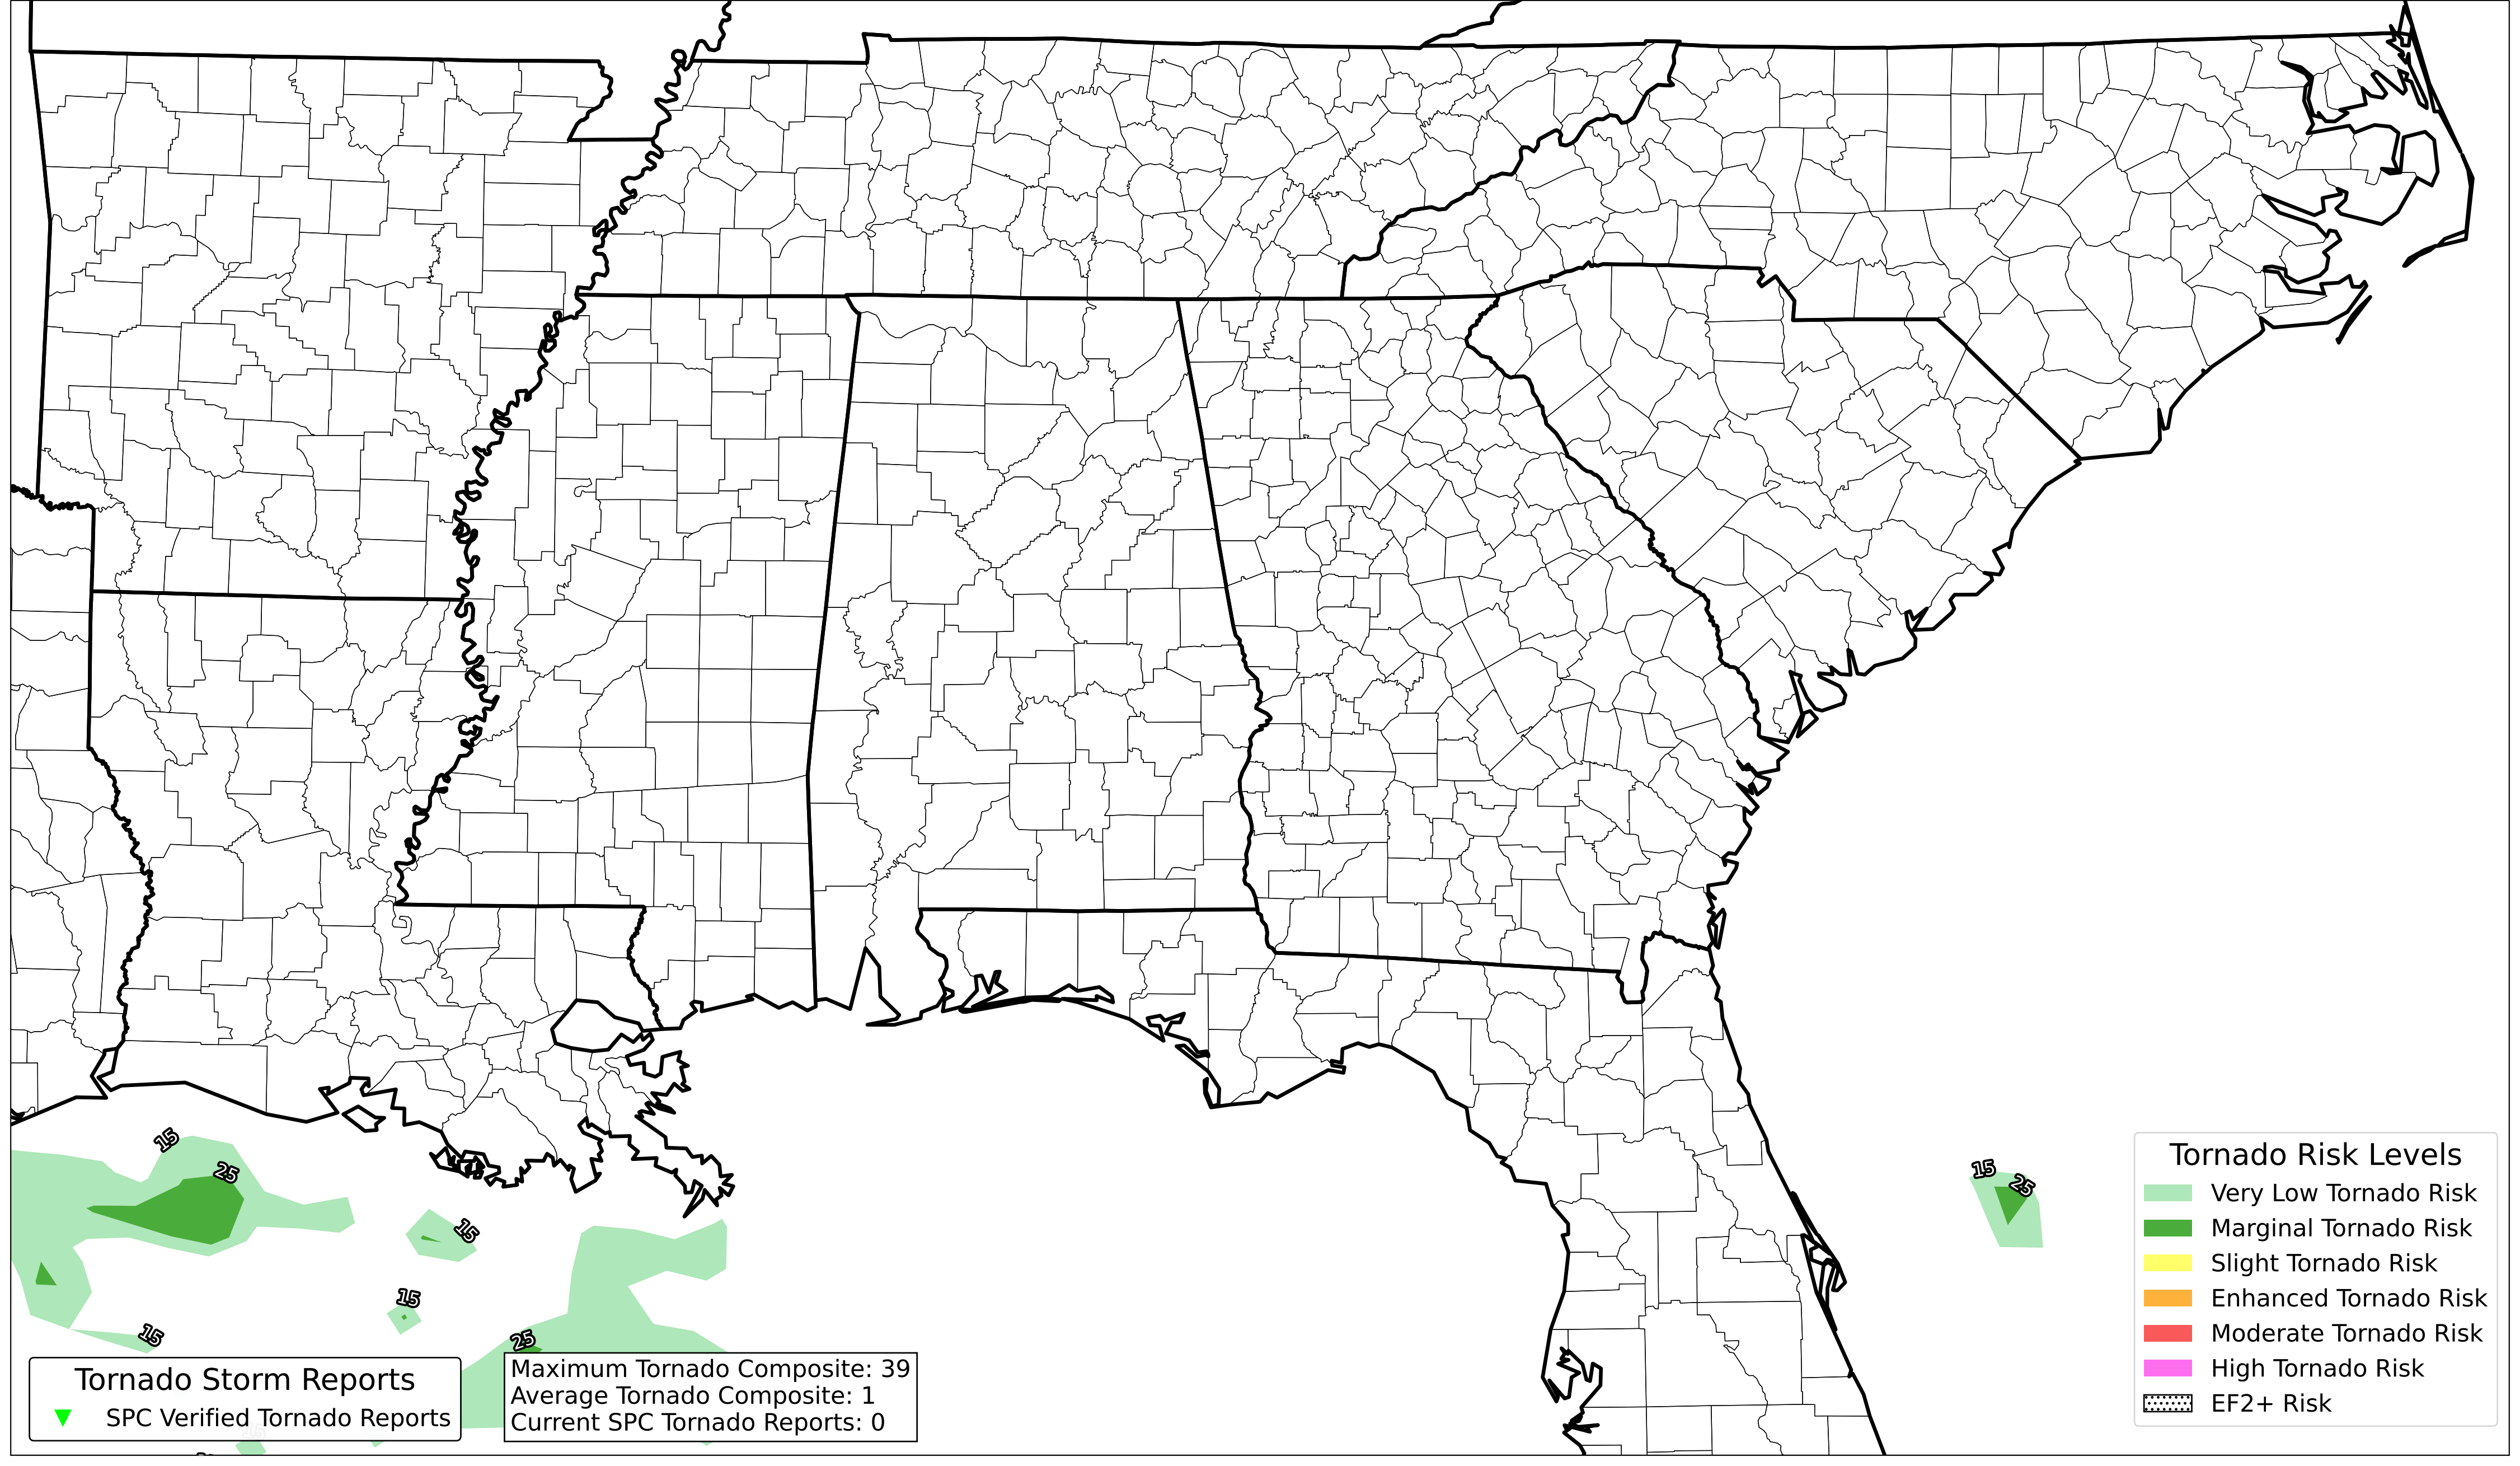 15
25
15
15
15
25
15
25
Tornado Storm Reports
SPC Verified Tornado Reports
Maximum Tornado Composite: 39
Average Tornado Composite: 1
Current SPC Tornado Reports: 0
Tornado Risk Levels
Very Low Tornado Risk
Marginal Tornado Risk
Slight Tornado Risk
Enhanced Tornado Risk
Moderate Tornado Risk
High Tornado Risk
EF2+ Risk